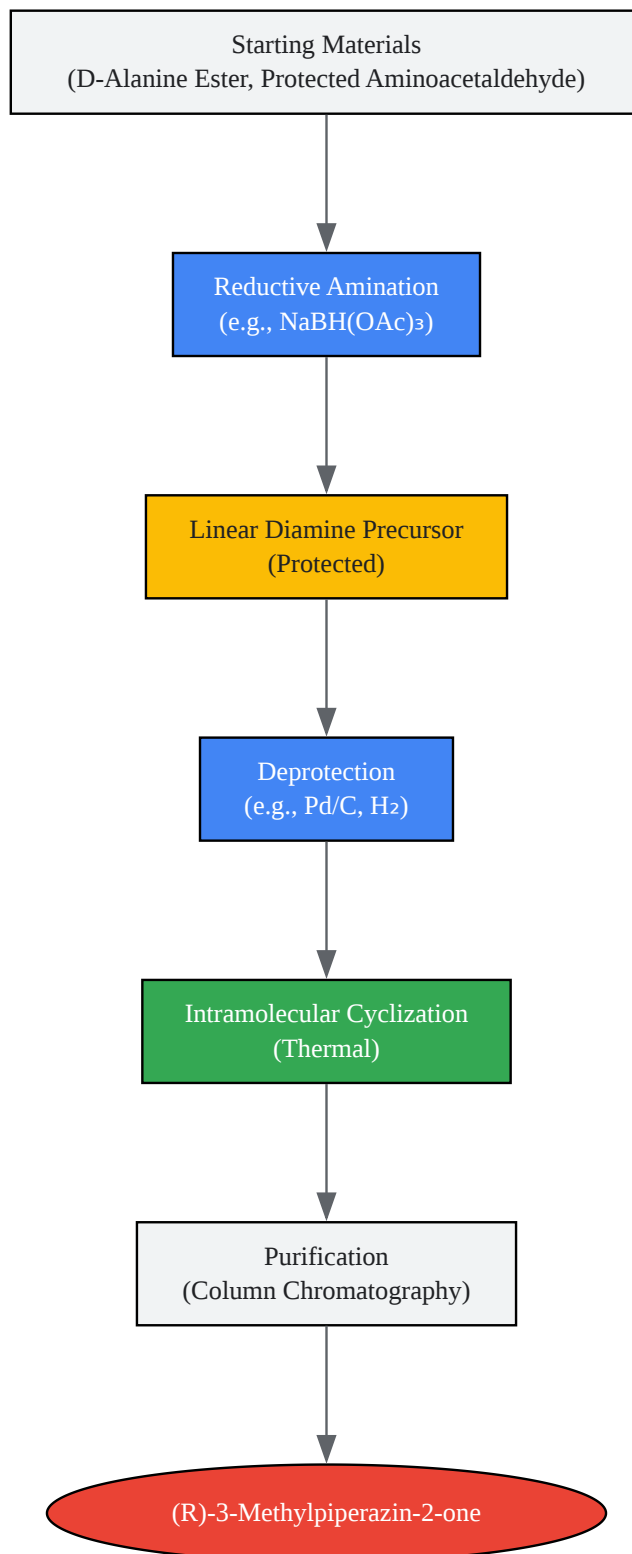 Starting Materials
(D-Alanine Ester, Protected Aminoacetaldehyde)
Reductive Amination
(e.g., NaBH(OAc)₃)
Linear Diamine Precursor
(Protected)
Deprotection
(e.g., Pd/C, H₂)
Intramolecular Cyclization
(Thermal)
Purification
(Column Chromatography)
(R)-3-Methylpiperazin-2-one